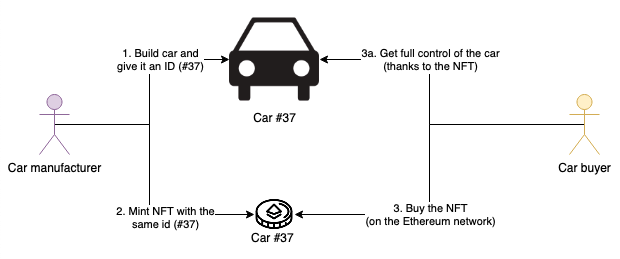 1. Build car and
give it an ID (#37)
3a. Get full control of the car
(thanks to the NFT)
Car #37
Car manufacturer
Car buyer
2. Mint NFT with the
same id (#37)
3. Buy the NFT
(on the Ethereum network)
Car #37